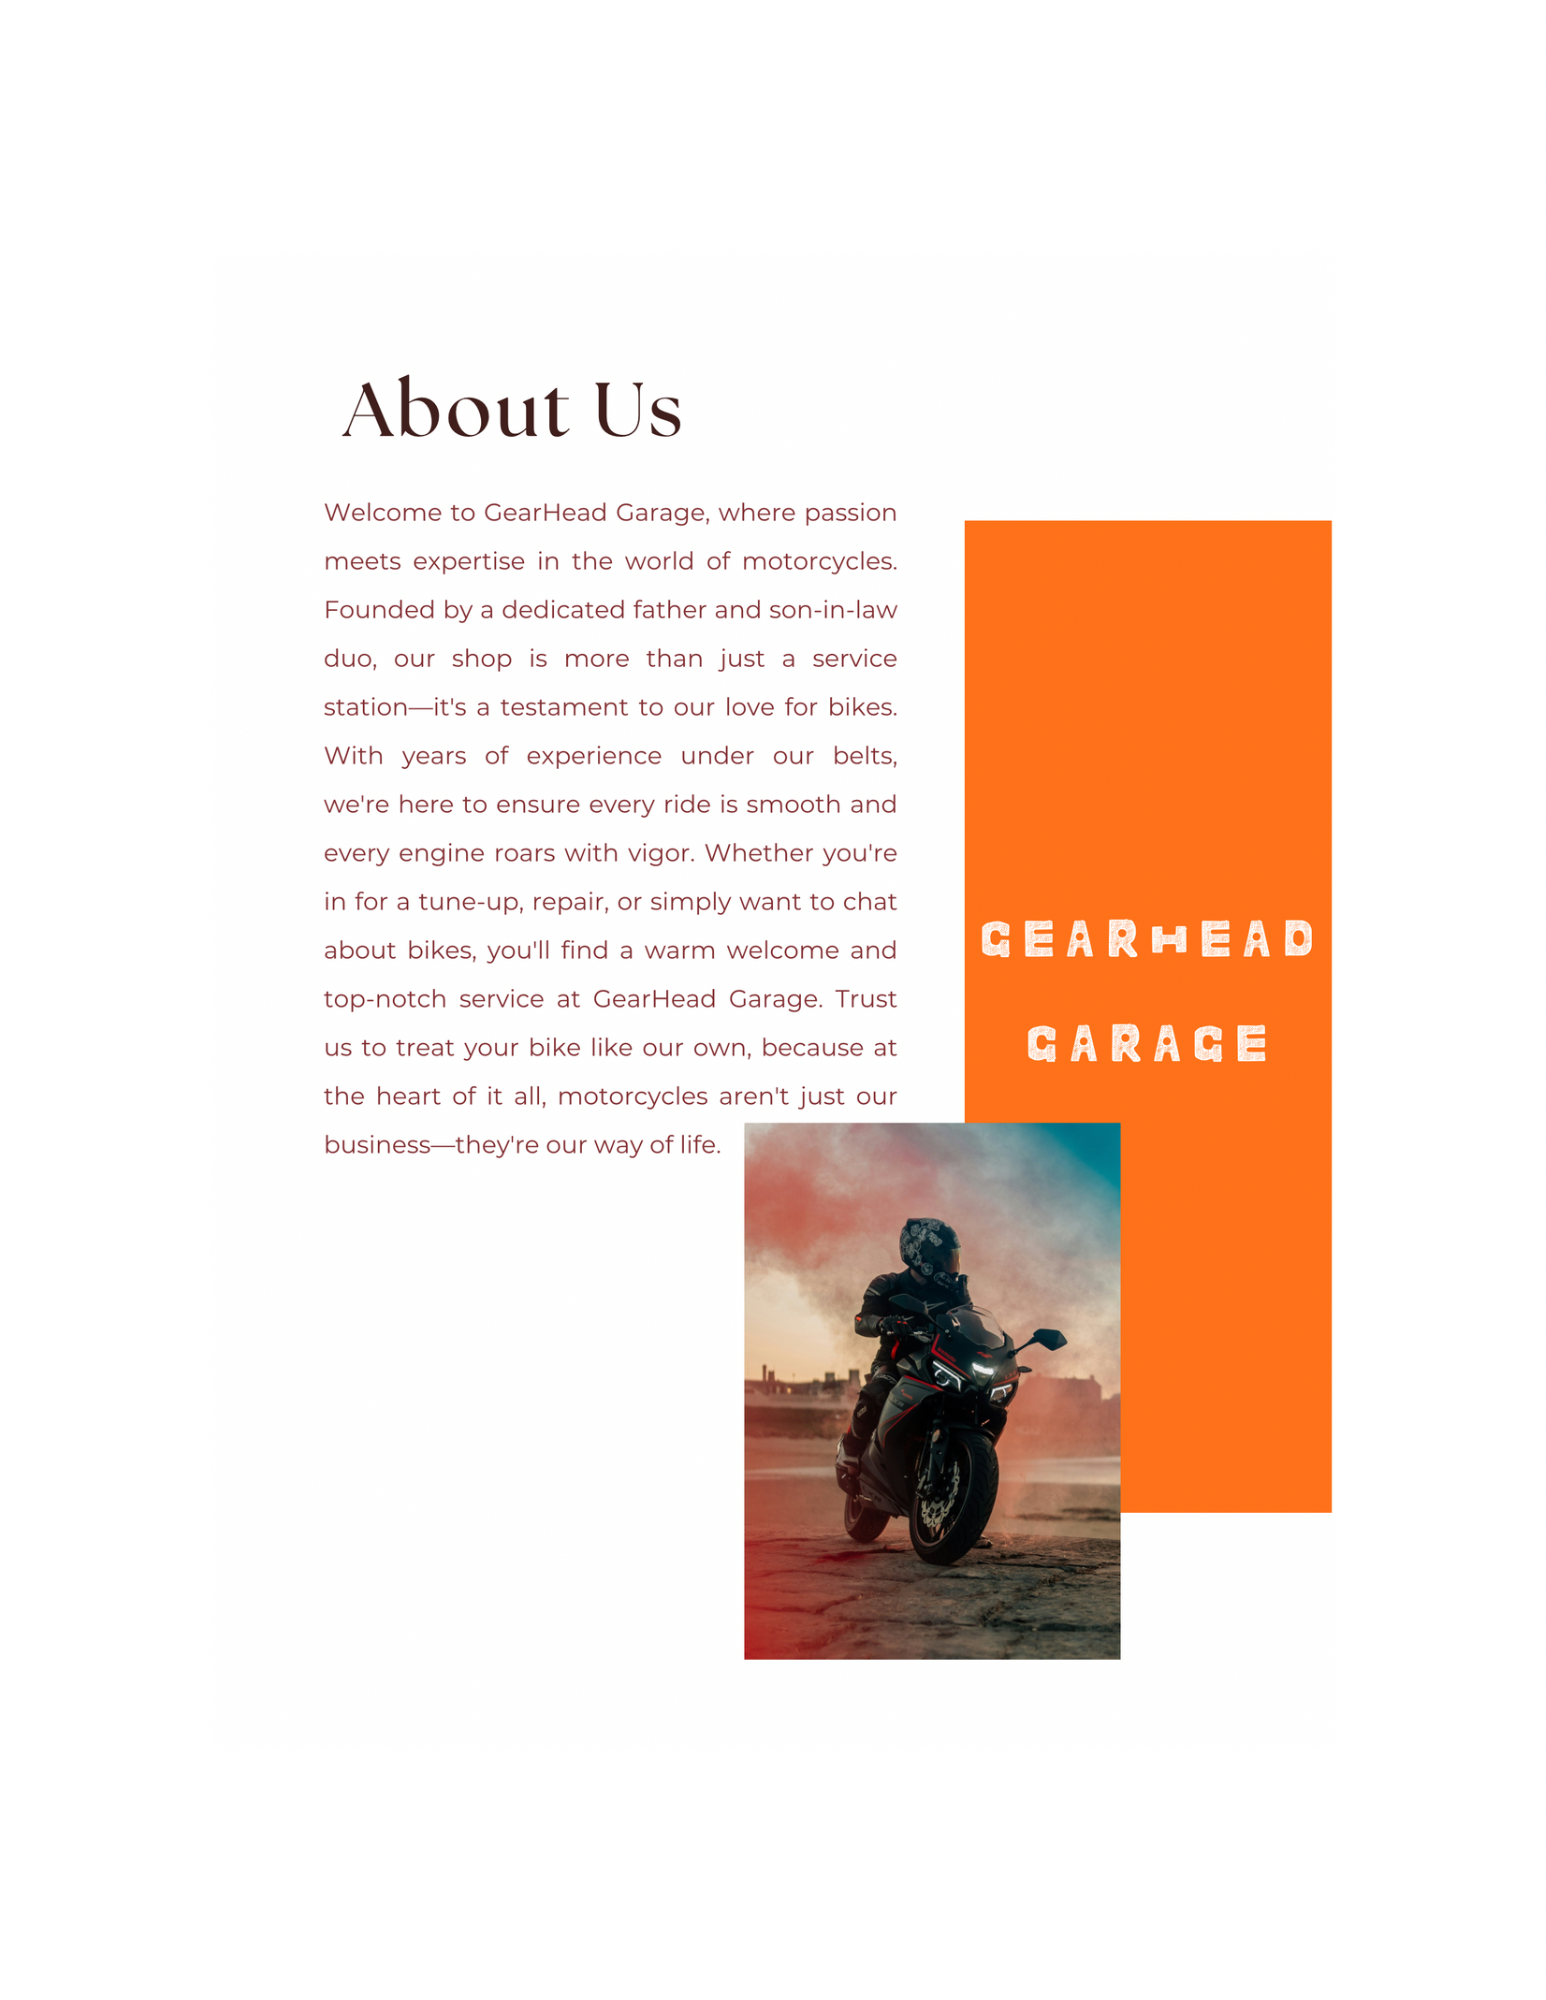 About Us
Welcome to GearHead Garage, where passion
meets expertise in the world of motorcycles.
Founded by a dedicated father and son-in-law
duo, our shop is more than just a service
station—it's a testament to our love for bikes.
With years of experience under our belts,
we're here to ensure every ride is smooth and
every engine roars with vigor. Whether you're
in for a tune-up, repair, or simply want to chat
about bikes, you'll find a warm welcome and
top-notch service at GearHead Garage. Trust
us to treat your bike like our own, because at
the heart of it all, motorcycles aren't just our
business—they're our way of life.
GEARHEAD
GARAGE